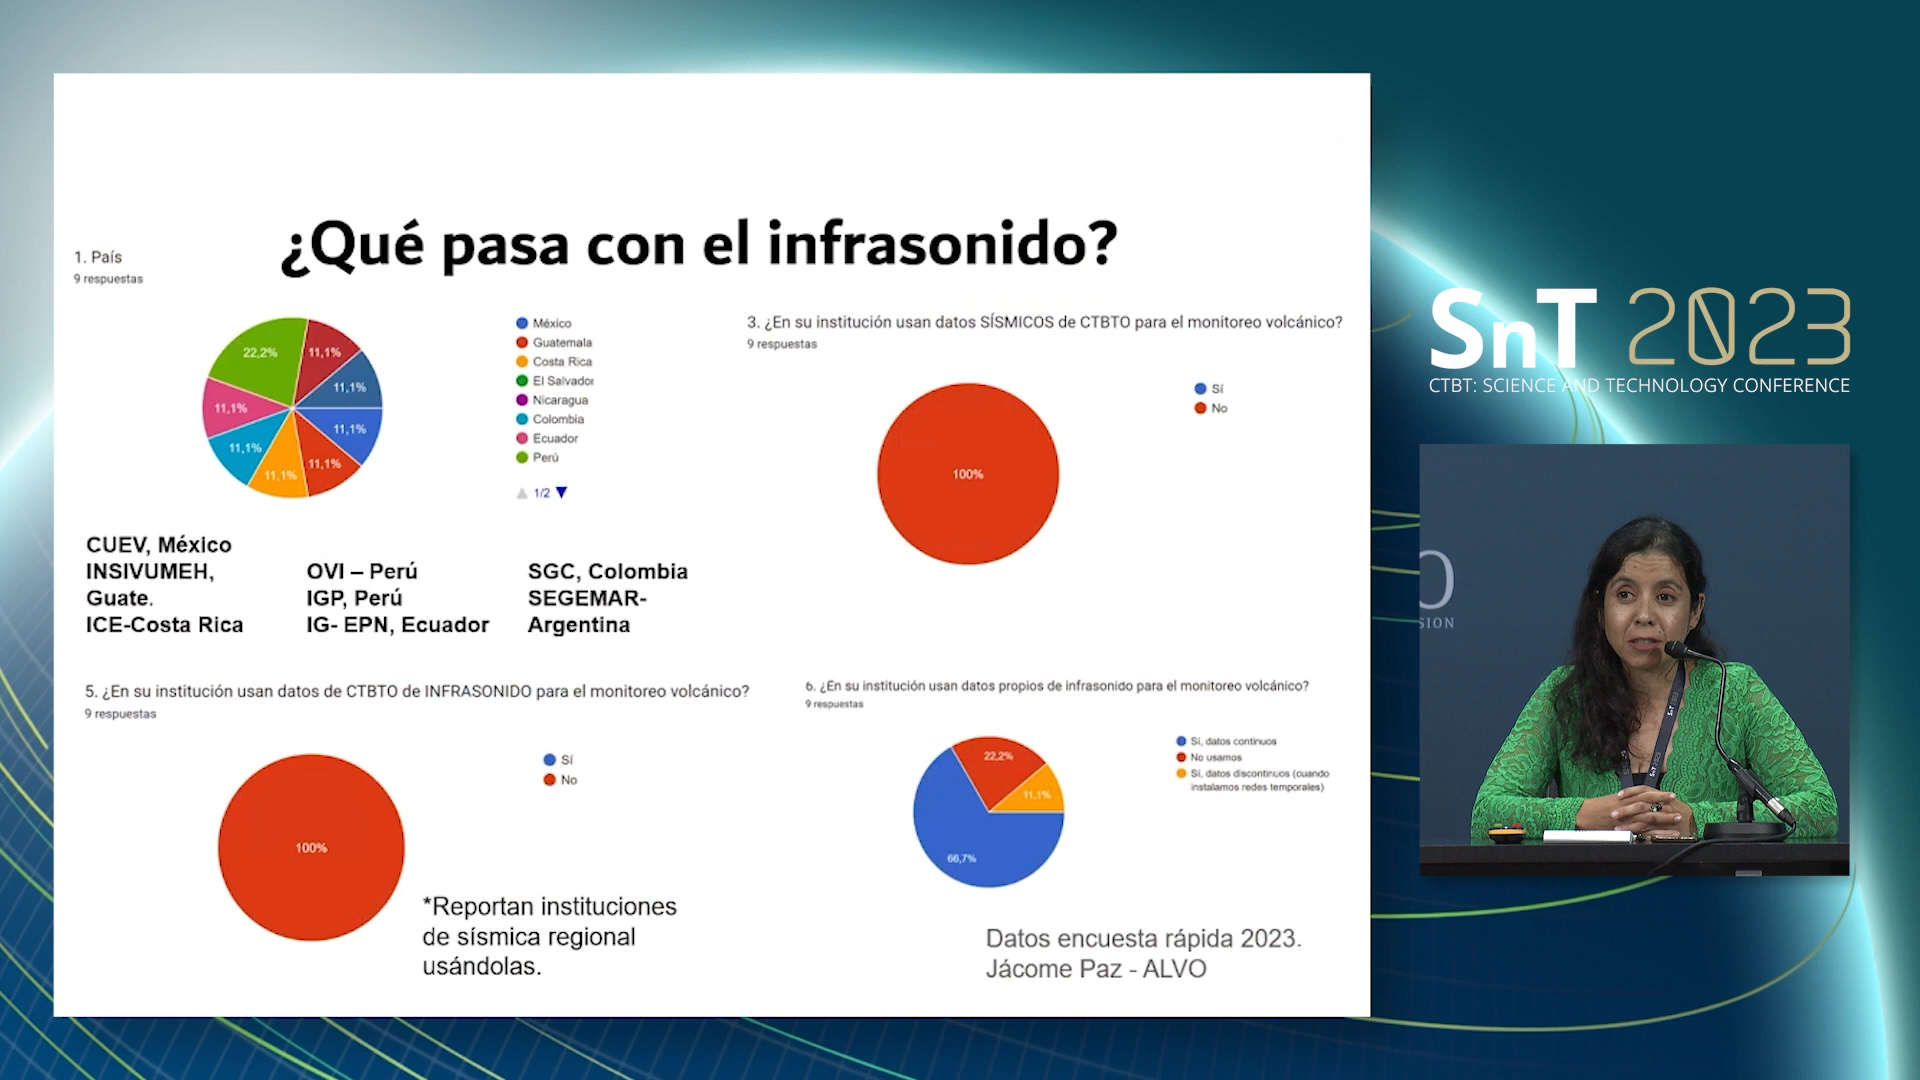 ¿Qué pasa con el infrasonido?
1. País
9 respuestas
22,2%
11,1%
11,1%
11,1%
11,1%
11,1%
11,1%
11,1%
México
Guatemala
Costa Rica
El Salvador
Nicaragua
Colombia
Ecuador
Perú
1/2
CUEV, México
INSIVUMEH,
Guate.
ICE-Costa Rica
OVI – Perú
IGP, Perú
IG- EPN, Ecuador
SGC, Colombia
SEGEMAR-
Argentina
3. ¿En su institución usan datos SÍSMICOS de CTBTO para el monitoreo volcánico?
9 respuestas
100%
Sí
No
5. ¿En su institución usan datos de CTBTO de INFRASONIDO para el monitoreo volcánico?
9 respuestas
100%
Sí
No
*Reportan instituciones
de sísmica regional
usándolas.
6. ¿En su institución usan datos propios de infrasonido para el monitoreo volcánico?
9 respuestas
22,2%
11,1%
66,7%
Sí, datos continuos
No usamos
Sí, datos discontinuos (cuando
instalamos redes temporales)
Datos encuesta rápida 2023.
Jácome Paz - ALVO
SnT 2023
CTBT: SCIENCE AND TECHNOLOGY CONFERENCE
O
SION
SnT
SnT